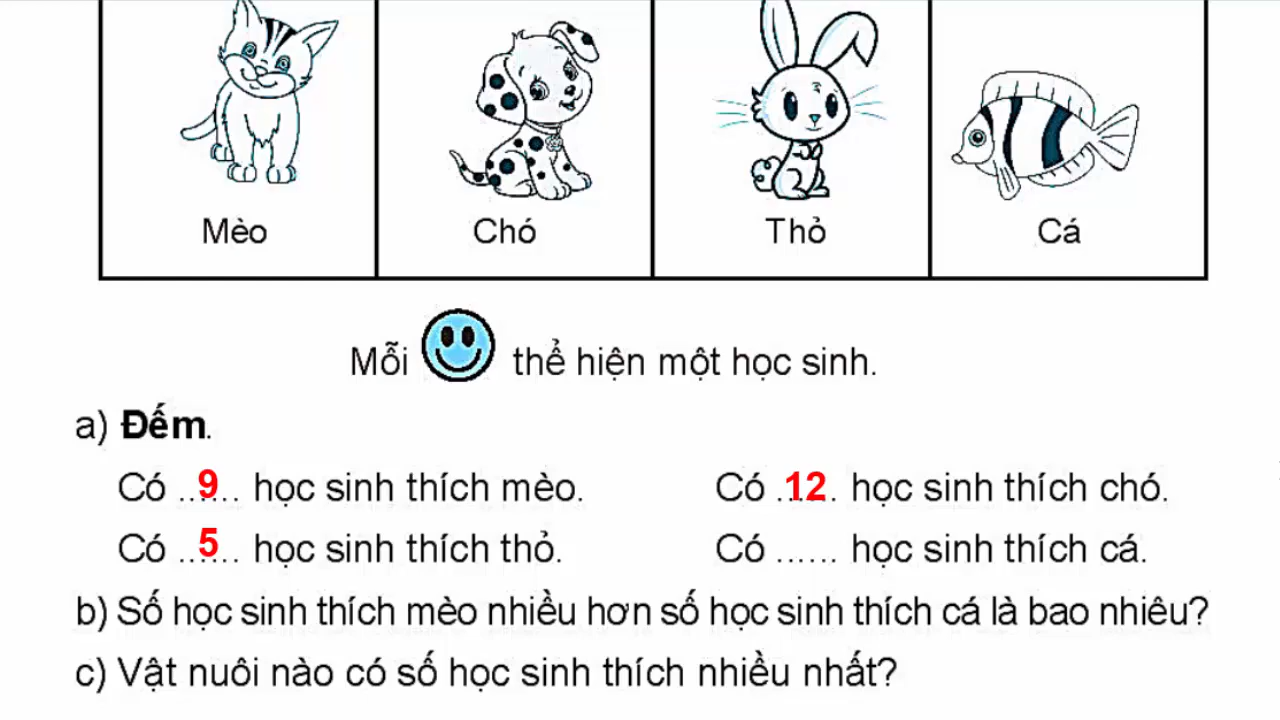 Mèo Chó Thỏ Cá
Mỗi thể hiện một học sinh.
a) Đếm.
Có ..9... học sinh thích mèo. Có .12. học sinh thích chó.
Có ..5... học sinh thích thỏ. Có ...... học sinh thích cá.
b) Số học sinh thích mèo nhiều hơn số học sinh thích cá là bao nhiêu?
c) Vật nuôi nào có số học sinh thích nhiều nhất?